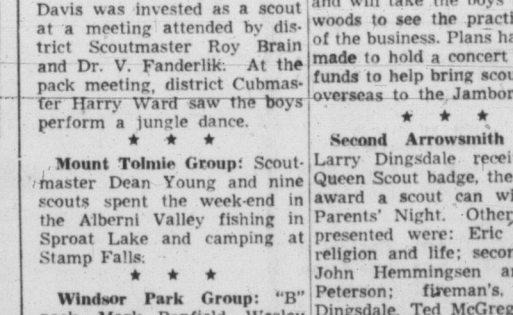 Davis was invested as a scout
at a meeting attended by dis-
trict Scoutmaster Roy Brain
and Dr. V. Fanderlik. At the
pack meeting, district Cubmas-
ter Harry Ward saw the boys
perform a jungle dance.
★ ★ ★
Mount Tolmie Group: Scout-
master Dean Young and nine
scouts spent the week-end in
the Alberni Valley fishing in
Sproat Lake and camping at
Stamp Falls.
★ ★ ★
Windsor Park Group: "B"
and will take the boys
woods to see the practi
of the business. Plans ha
made to hold a concert
funds to help bring scou
overseas to the Jambor
★ ★ ★
Second Arrowsmith
Larry Dingsdale recei
Queen Scout badge, the
award a scout can wi
Parents' Night. Other
presented were: Eric
religion and life; secon
John Hemmingsen a
Peterson; fireman's,
Dingsdale, Ted McGreg